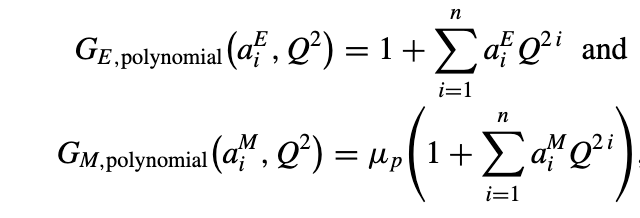 G_{E,polynomial}(a_i^E, Q^2) = 1 + \sum_{i=1}^{n} a_i^E Q^{2i} and
G_{M,polynomial}(a_i^M, Q^2) = \mu_p \left( 1 + \sum_{i=1}^{n} a_i^M Q^{2i} \right),